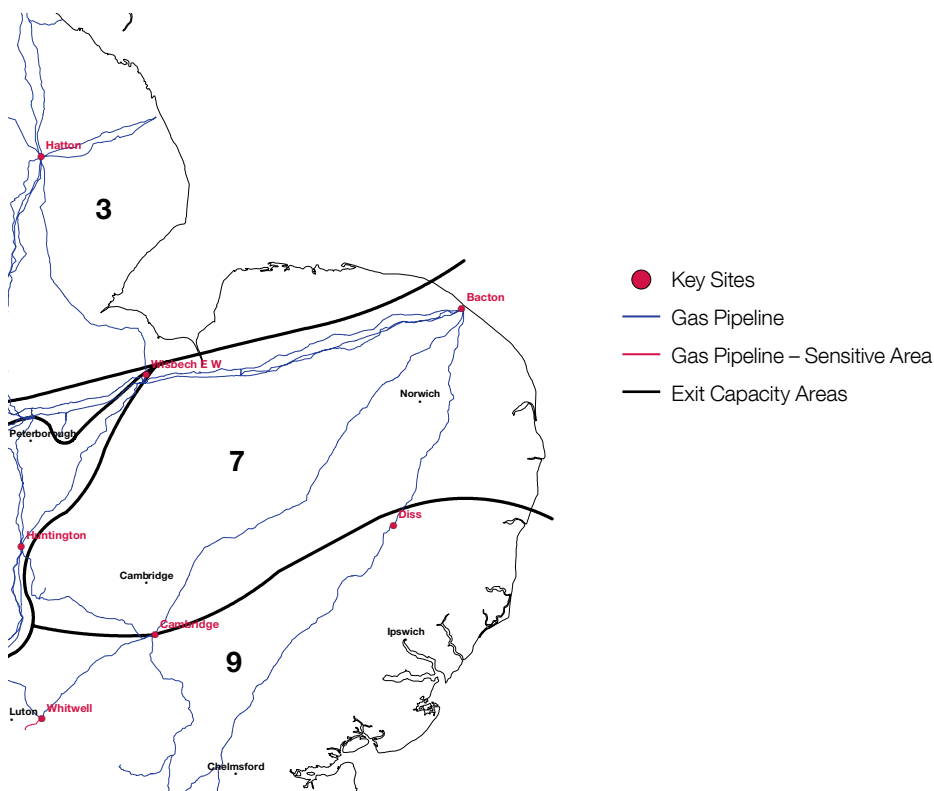 Hatton
3
Key Sites
Bacton
Gas Pipeline
Gas Pipeline – Sensitive Area
Wisbech E W
Exit Capacity Areas
Norwich
Peterborough
7
Diss
Huntington
Cambridge
Cambridge
Ipswich
9
Whitwell
Luton
Chelmsford